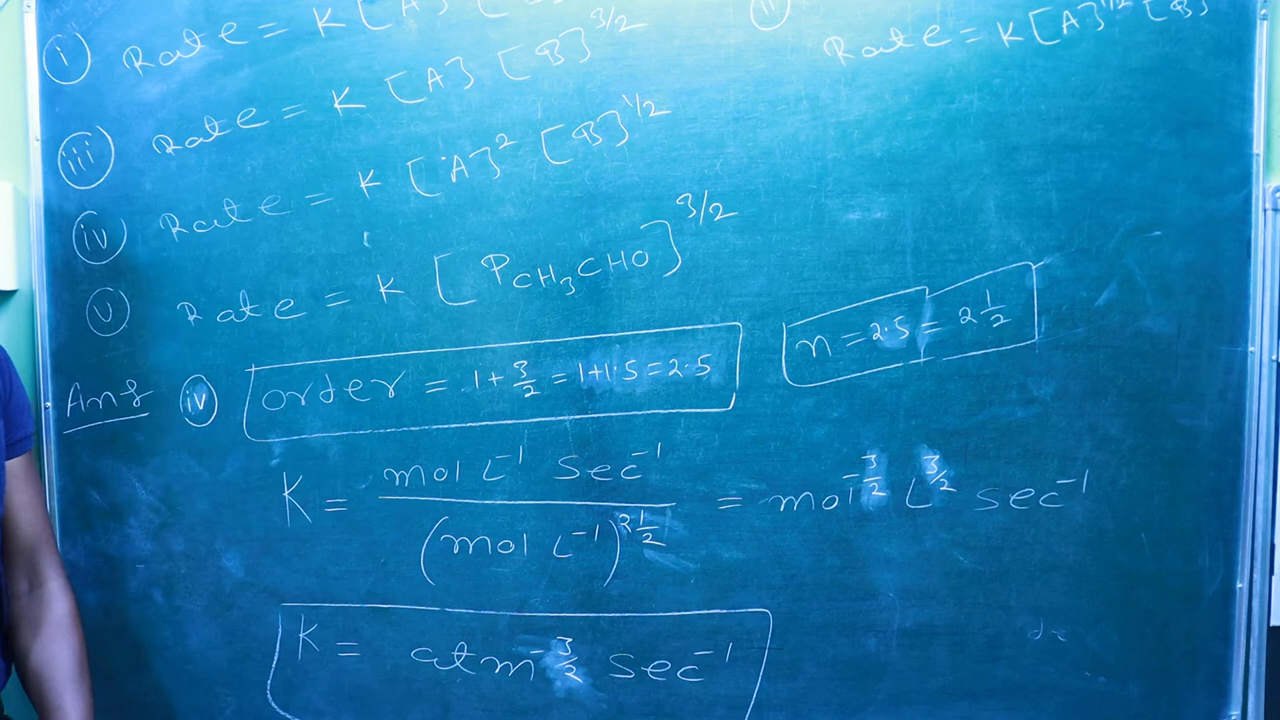 (i) Rate = K [A] (ii)
Rate = K [A]^1/2 [B]
(iii) Rate = K [A] [B]^3/2
(iv) Rate = K [A]^2 [B]^1/2
(v) Rate = K [P_CH₃CHO]^3/2
Ans (iv) order = 1 + 3/2 = 1+1.5 = 2.5 n = 2.5 = 2 1/2
K = mol L^-1 sec^-1 / (mol L^-1)^2 1/2 = mol^-3/2 L^3/2 sec^-1
K = atm^-3/2 sec^-1